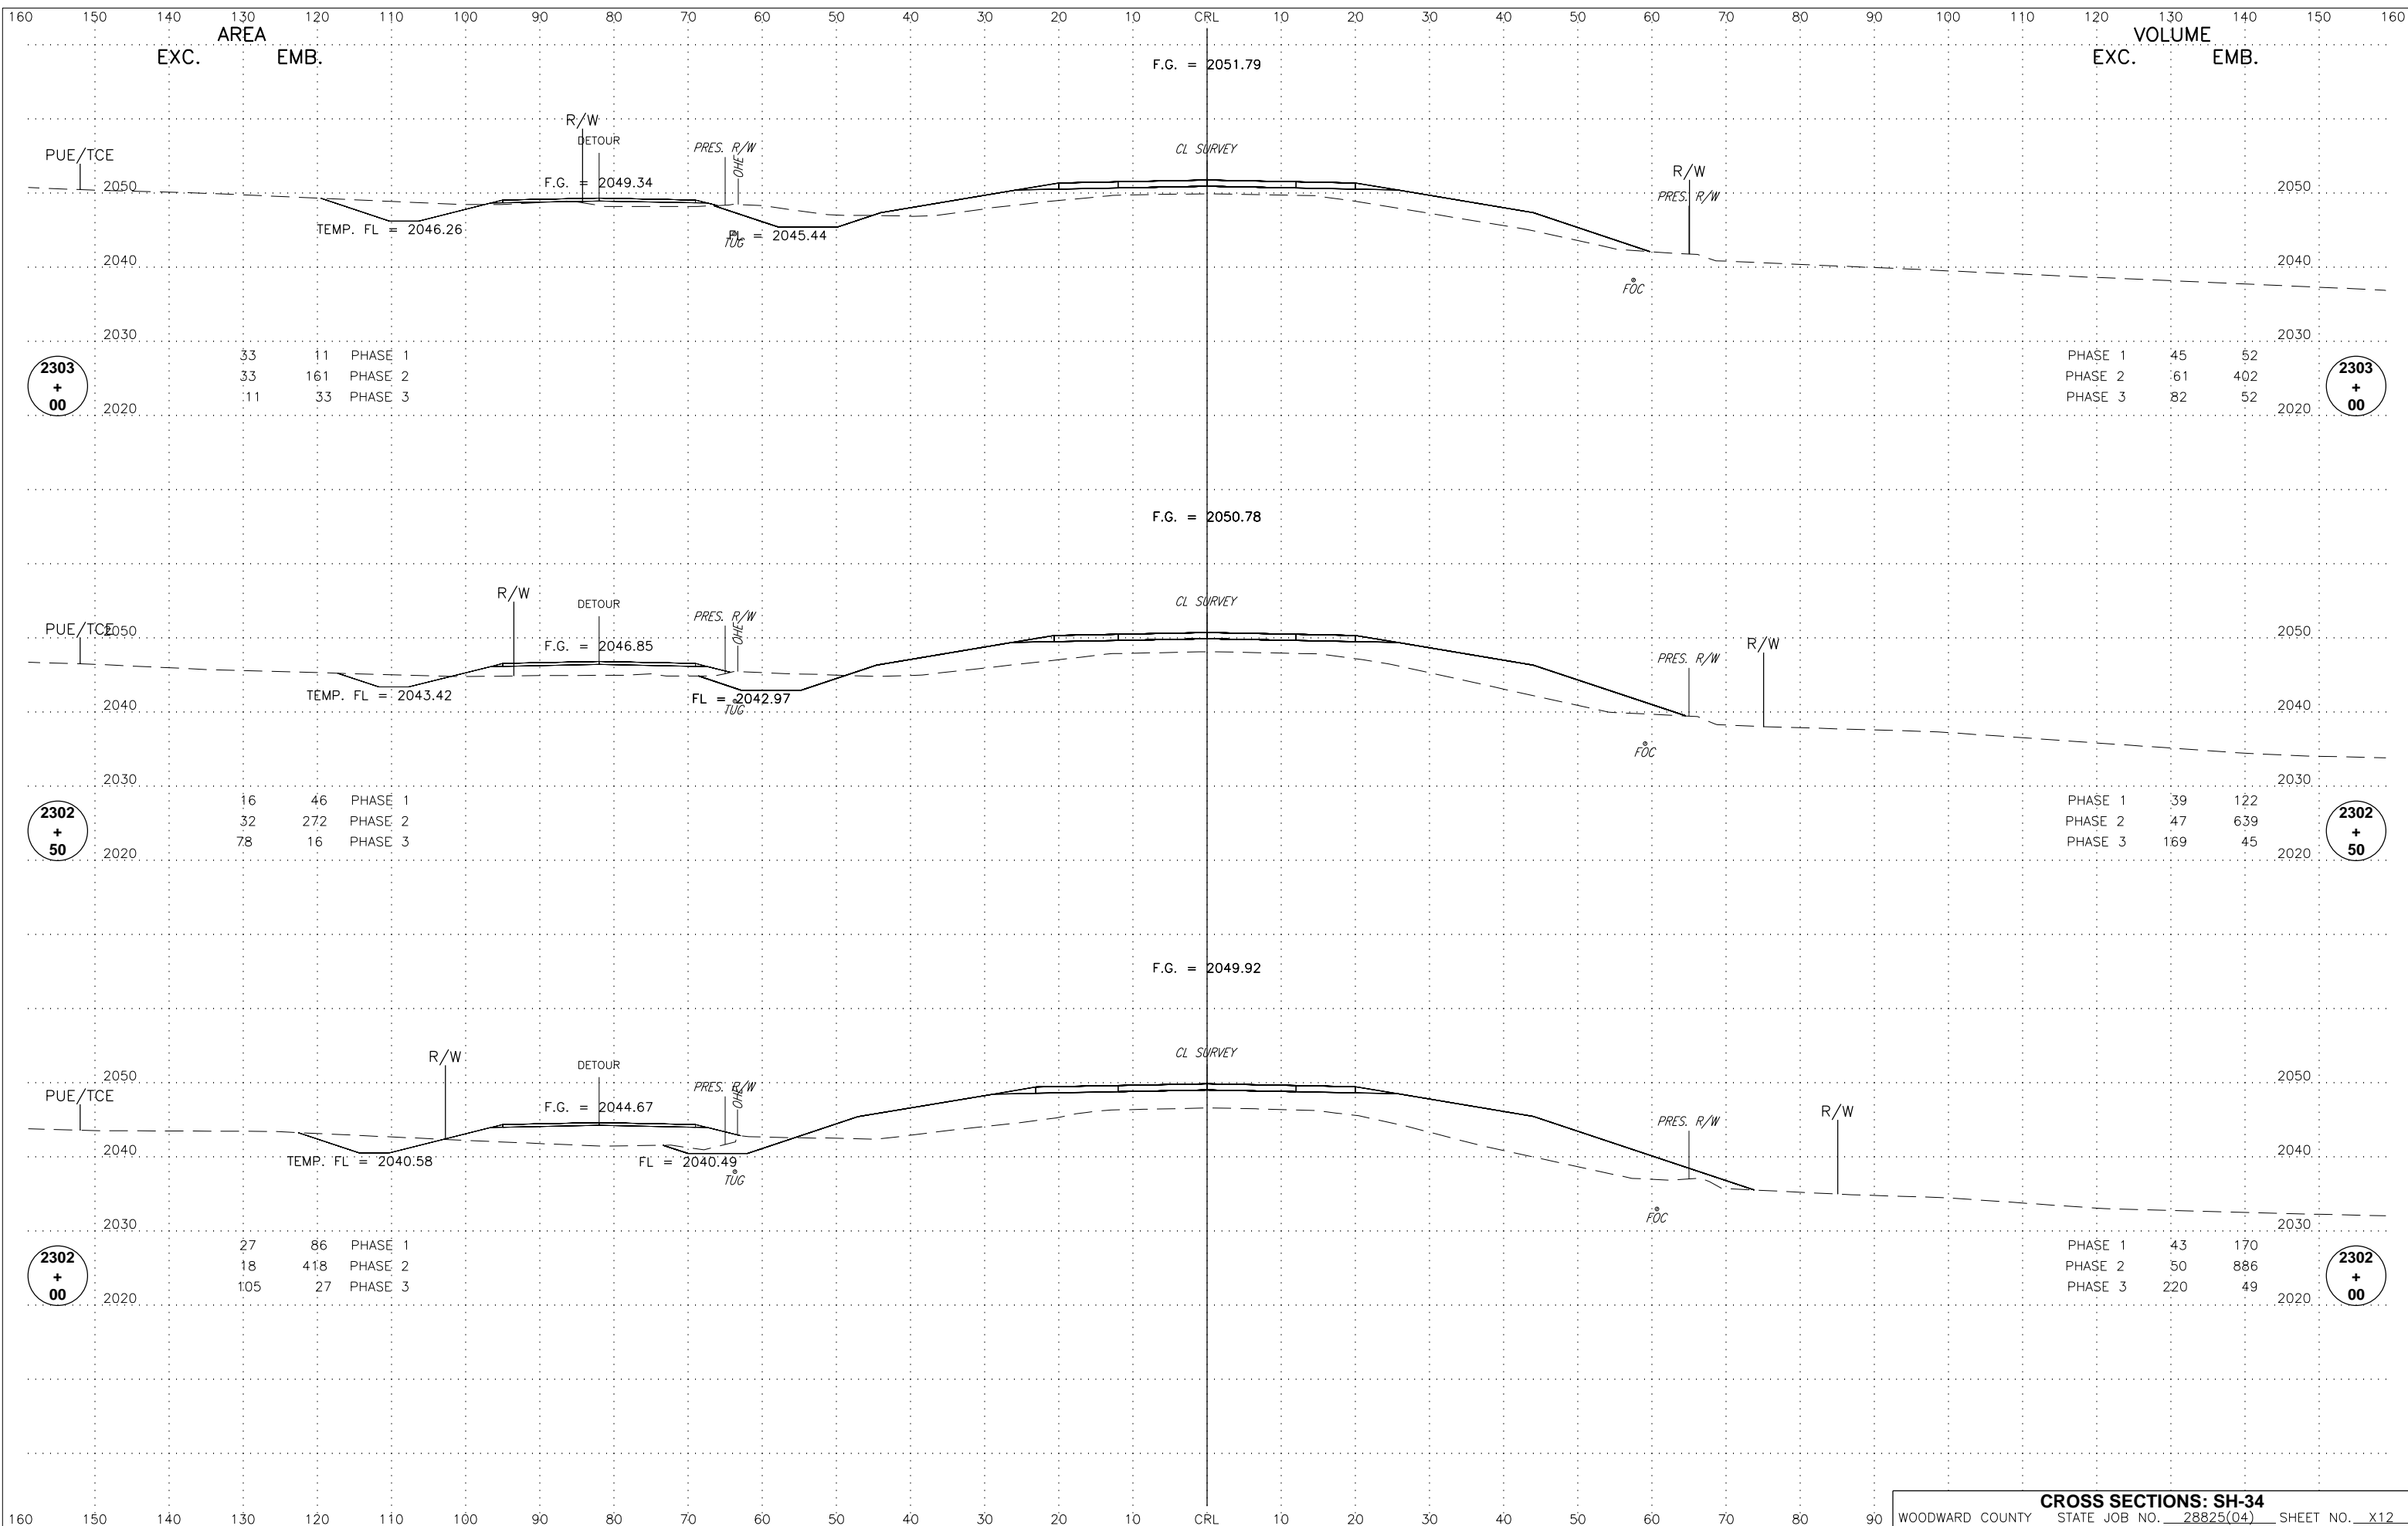 160 150 140 130 120 110 100 90 80 70 60 50 40 30 20 10 CRL 10 20 30 40 50 60 70 80 90 100 110 120 130 140 150 160
AREA
EXC. EMB.
VOLUME
EXC. EMB.
F.G. = 2051.79
R/W
DETOUR
PUE/TCE
PRES. R/W
OHE
CL SURVEY
R/W
PRES. R/W
F.G. = 2049.34
2050 2050
TEMP. FL = 2046.26
FL = 2045.44
TUG
2040 2040
FOC
2030 2030
33 11 PHASE 1
33 161 PHASE 2
11 33 PHASE 3
PHASE 1 45 52
PHASE 2 61 402
PHASE 3 82 52
2303
+
00
2303
+
00
2020 2020
F.G. = 2050.78
R/W
DETOUR
PUE/TCE
PRES. R/W
OHE
CL SURVEY
PRES. R/W
R/W
F.G. = 2046.85
2050 2050
TEMP. FL = 2043.42
FL = 2042.97
TUG
2040 2040
FOC
2030 2030
16 46 PHASE 1
32 272 PHASE 2
78 16 PHASE 3
PHASE 1 39 122
PHASE 2 47 639
PHASE 3 169 45
2302
+
50
2302
+
50
2020 2020
F.G. = 2049.92
R/W
DETOUR
CL SURVEY
2050 2050
PUE/TCE
PRES. R/W
OHE
F.G. = 2044.67
PRES. R/W
R/W
2040 2040
TEMP. FL = 2040.58
FL = 2040.49
TUG
FOC
2030 2030
27 86 PHASE 1
18 418 PHASE 2
105 27 PHASE 3
PHASE 1 43 170
PHASE 2 50 886
PHASE 3 220 49
2302
+
00
2302
+
00
2020 2020
160 150 140 130 120 110 100 90 80 70 60 50 40 30 20 10 CRL 10 20 30 40 50 60 70 80 90
CROSS SECTIONS: SH-34
WOODWARD COUNTY STATE JOB NO. 28825(04) SHEET NO. X12